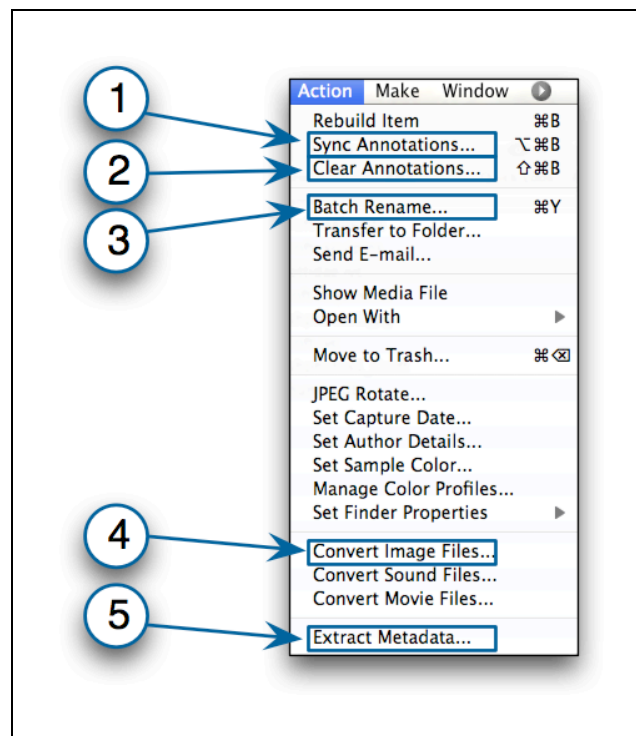 Action Make Window
1
Rebuild Item ⌘B
Sync Annotations... ⌥⌘B
2
Clear Annotations... ⇧⌘B
Batch Rename... ⌘Y
3
Transfer to Folder...
Send E-mail...
Show Media File
Open With
Move to Trash... ⌘⌫
JPEG Rotate...
Set Capture Date...
Set Author Details...
Set Sample Color...
Manage Color Profiles...
Set Finder Properties
4
Convert Image Files...
Convert Sound Files...
Convert Movie Files...
5
Extract Metadata...